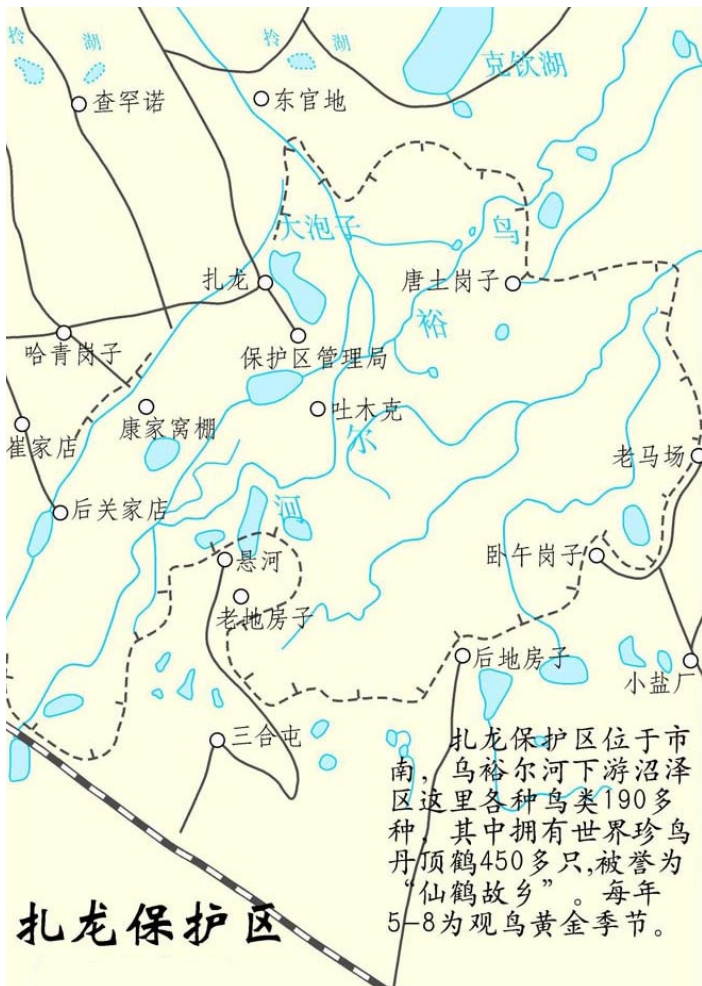 拎湖
拎湖
克钦湖
查罕诺
东官地
大泡子
鸟裕尔河
扎龙
唐土岗子
哈青岗子
保护区管理局
康家窝棚
吐木克
崔家店
老马场
后关家店
悬河
卧午岗子
老地房子
后地房子
小盐厂
三合屯
扎龙保护区位于市
南，乌裕尔河下游沼泽
区这里各种鸟类190多
种，其中拥有世界珍鸟
丹顶鹤450多只,被誉为
“仙鹤故乡”。每年
5-8为观鸟黄金季节。
扎龙保护区